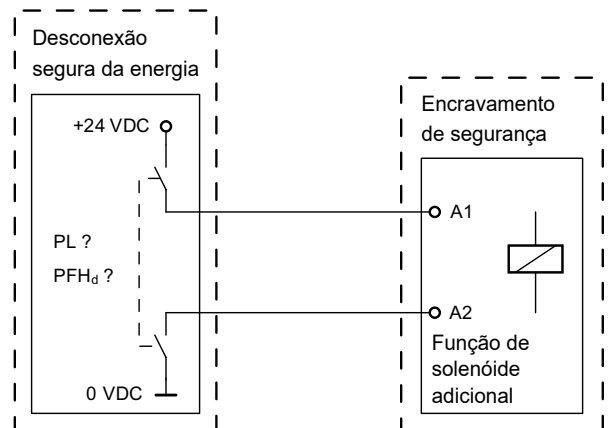 Desconexão
segura da energia
+24 VDC
PL ?
PFHd ?
0 VDC
Encravamento
de segurança
A1
A2
Função de
solenóide
adicional